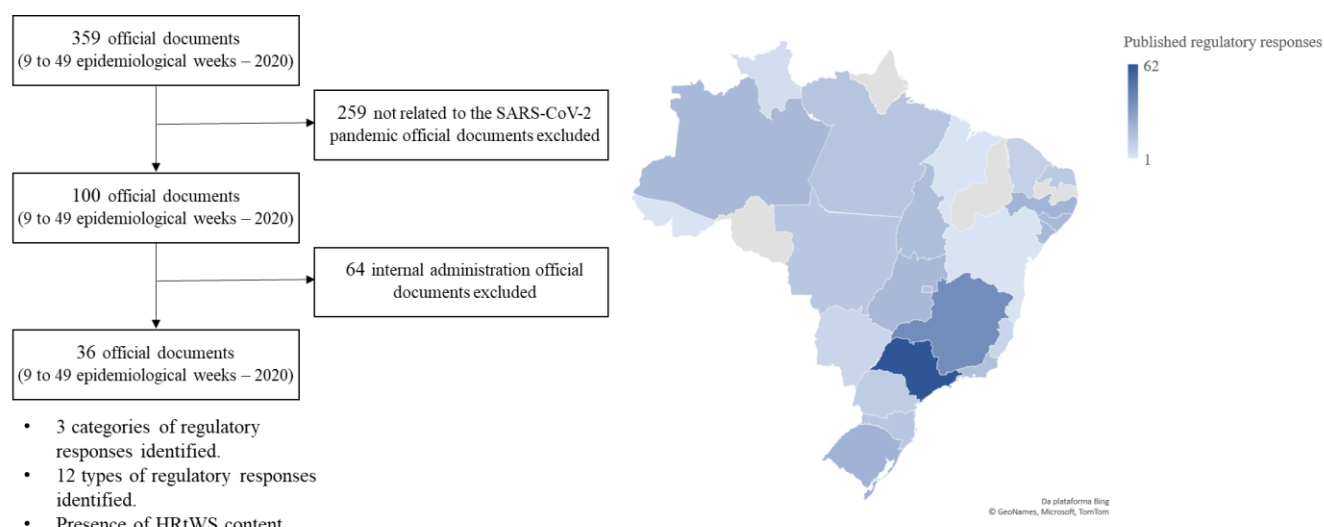 359 official documents
(9 to 49 epidemiological weeks – 2020)
259 not related to the SARS-CoV-2
pandemic official documents excluded
100 official documents
(9 to 49 epidemiological weeks – 2020)
64 internal administration official
documents excluded
36 official documents
(9 to 49 epidemiological weeks – 2020)
• 3 categories of regulatory
responses identified.
• 12 types of regulatory responses
identified.
• Presence of HRtWS content
Published regulatory responses
62
1
Da plataforma Bing
© GeoNames, Microsoft, TomTom